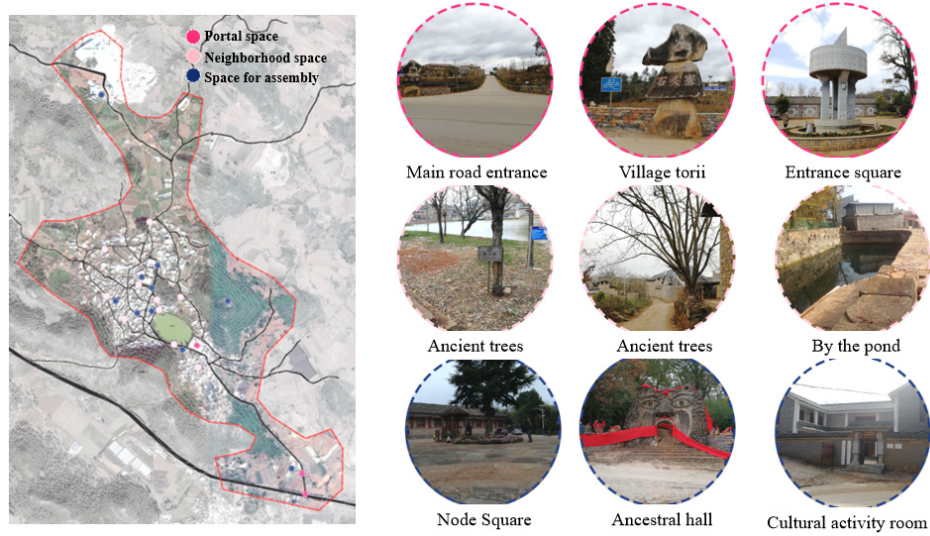 Portal space
Neighborhood space
Space for assembly
Main road entrance
Village torii
Entrance square
Ancient trees
Ancient trees
By the pond
Node Square
Ancestral hall
Cultural activity room